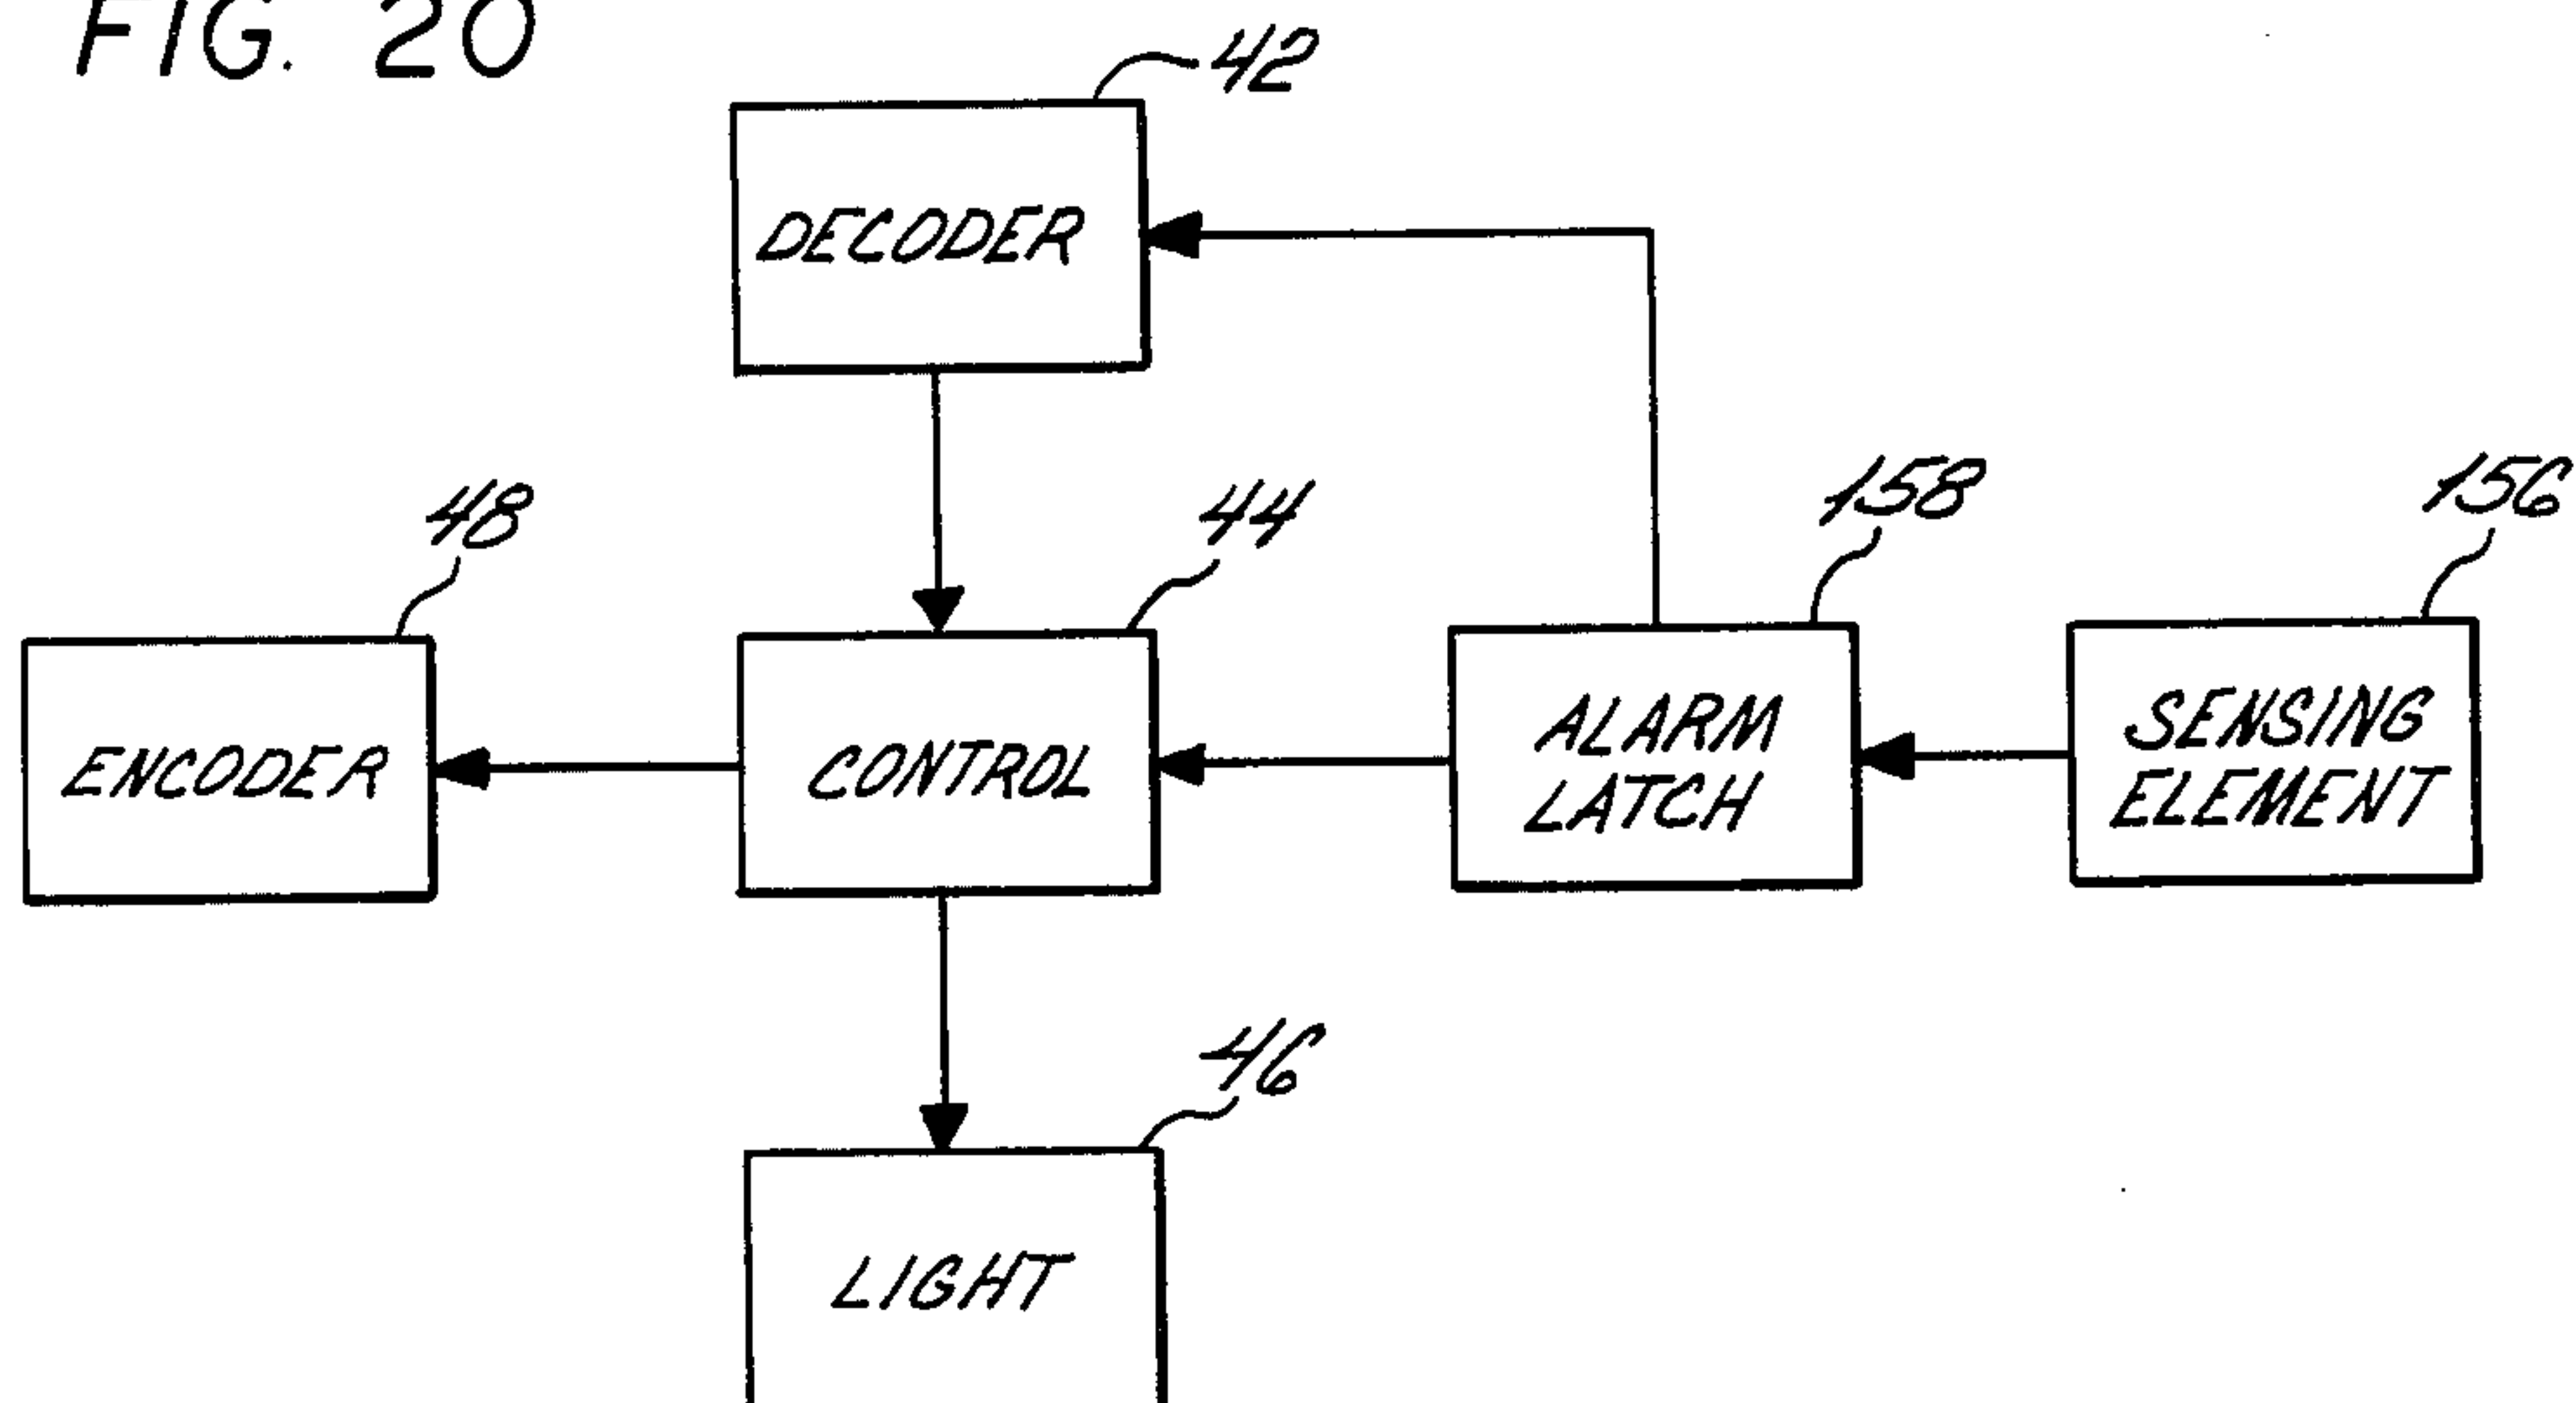 FIG. 20
42
DECODER
48
44
158
156
ENCODER
CONTROL
ALARM
LATCH
SENSING
ELEMENT
46
LIGHT